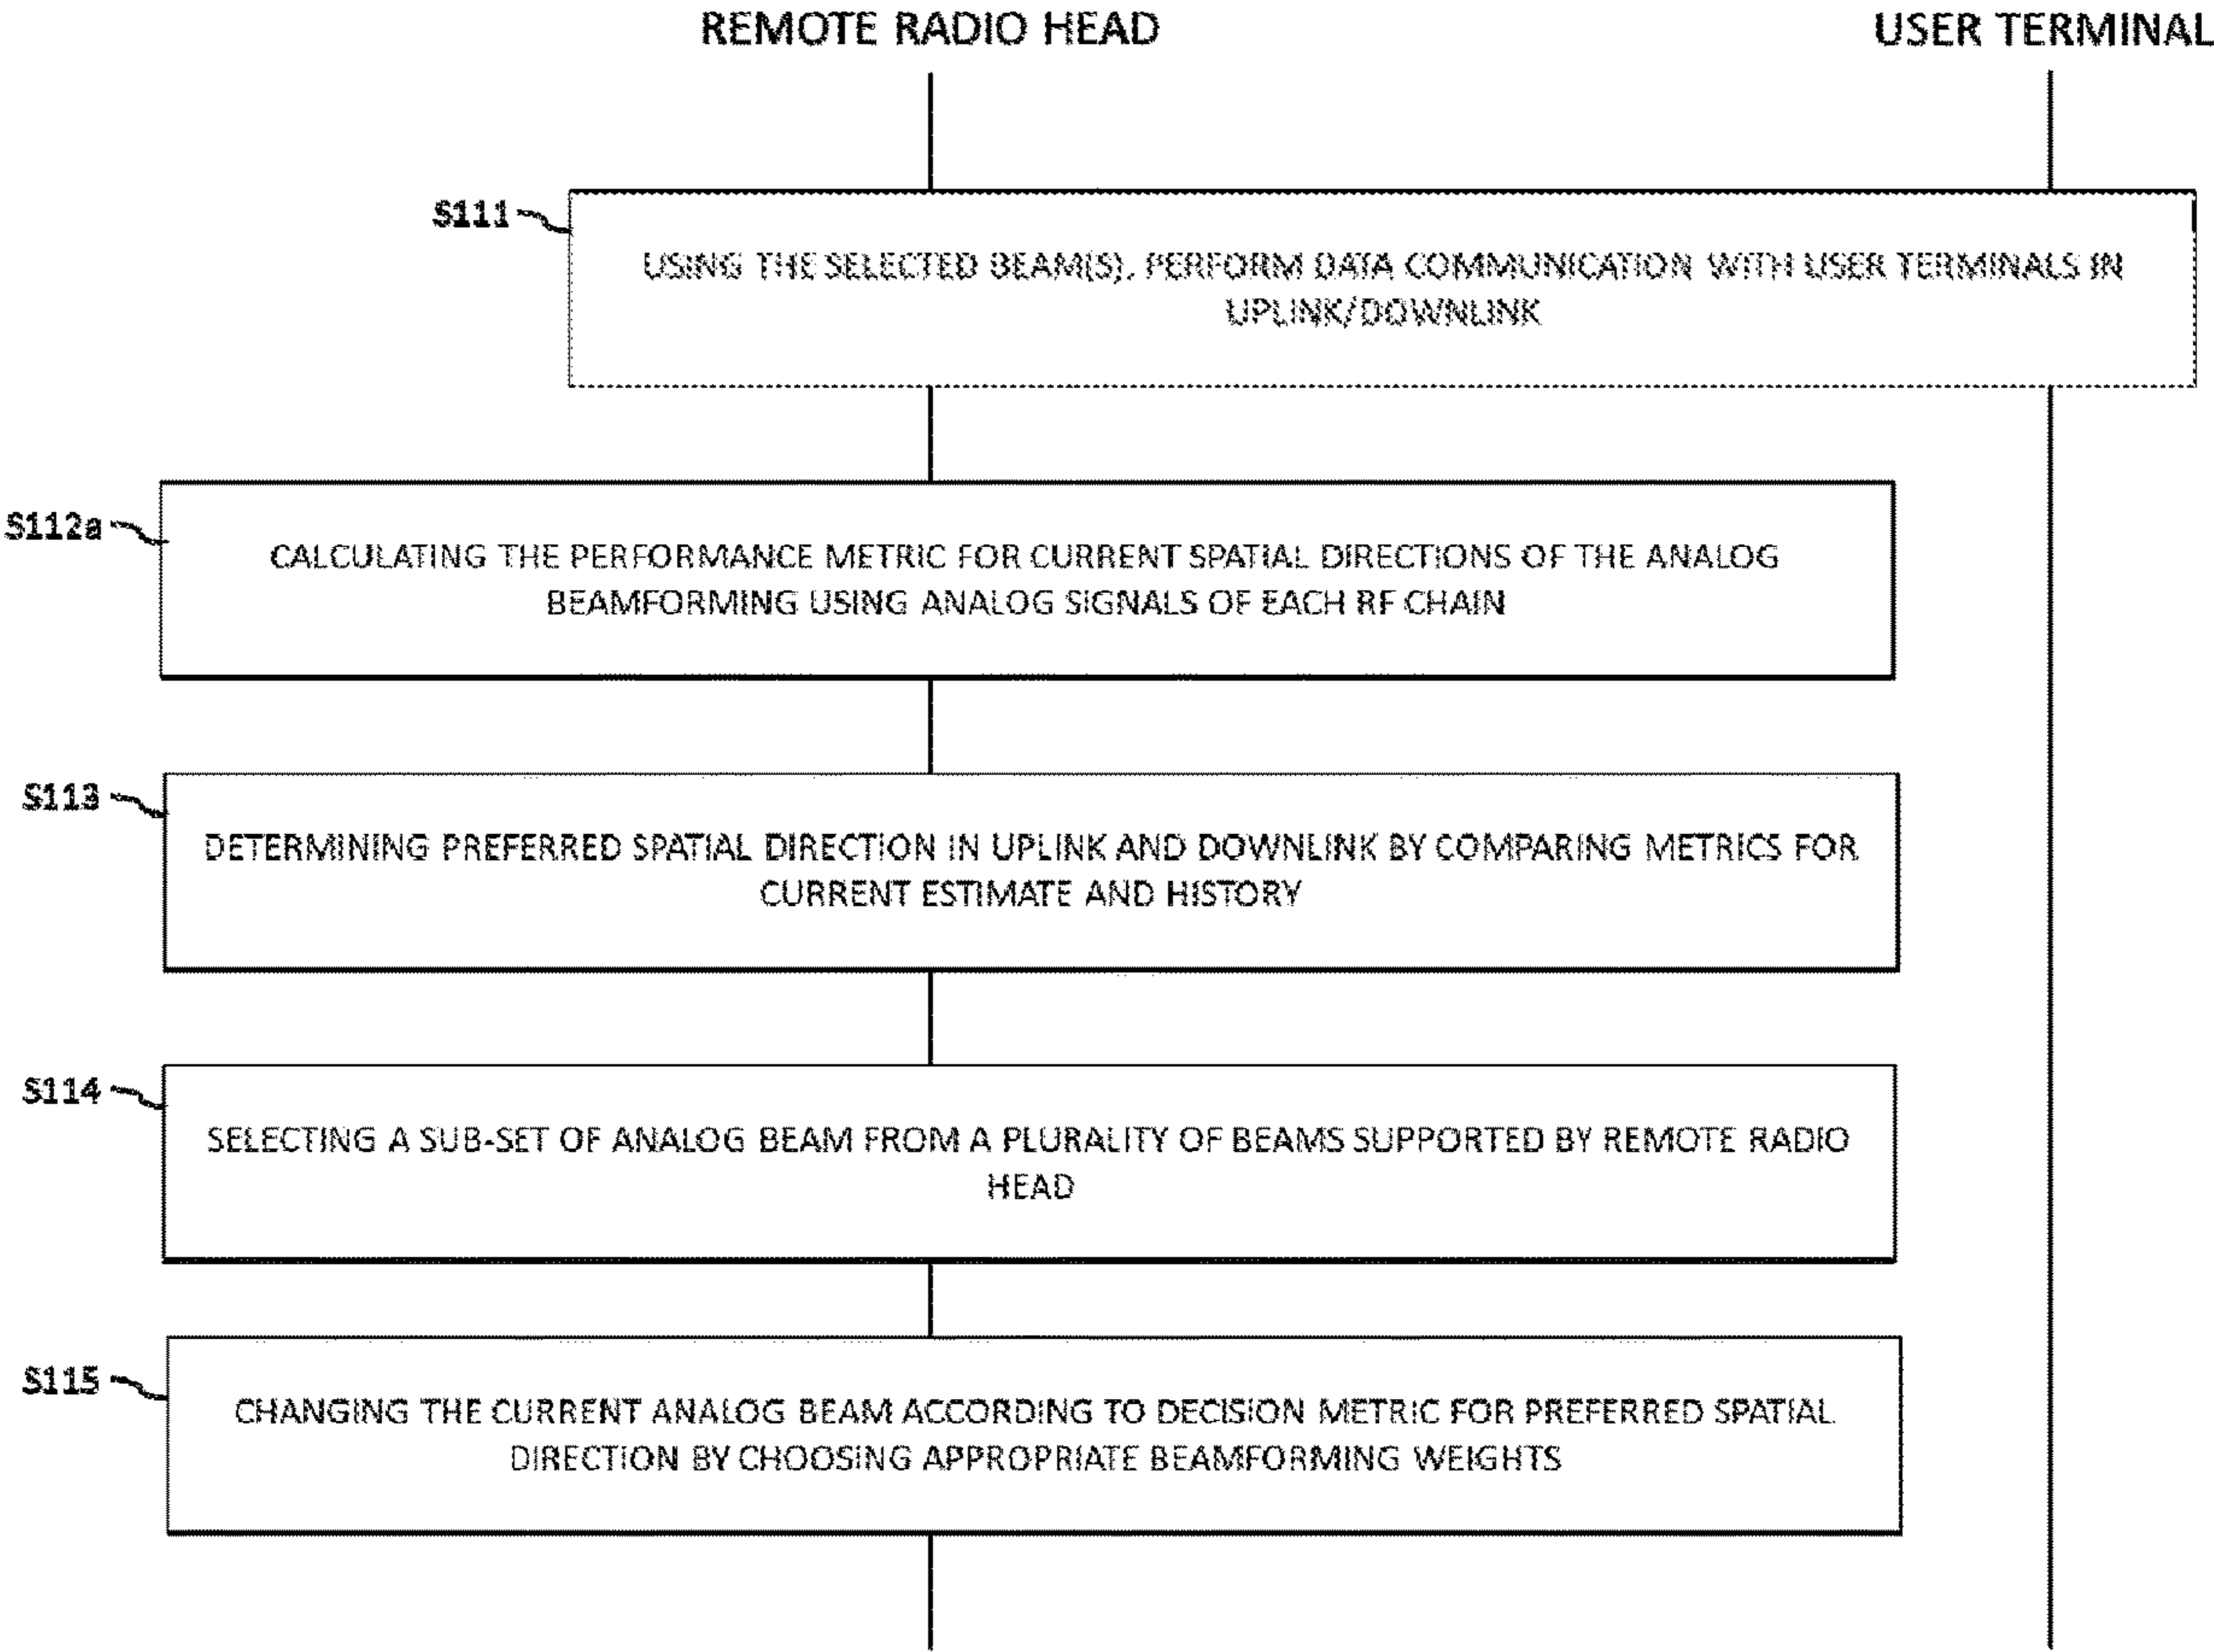 REMOTE RADIO HEAD
USER TERMINAL
S111
USING THE SELECTED BEAM(S), PERFORM DATA COMMUNICATION WITH USER TERMINALS IN
UPLINK/DOWNLINK
S112a
CALCULATING THE PERFORMANCE METRIC FOR CURRENT SPATIAL DIRECTIONS OF THE ANALOG
BEAMFORMING USING ANALOG SIGNALS OF EACH RF CHAIN
S113
DETERMINING PREFERRED SPATIAL DIRECTION IN UPLINK AND DOWNLINK BY COMPARING METRICS FOR
CURRENT ESTIMATE AND HISTORY
S114
SELECTING A SUB-SET OF ANALOG BEAM FROM A PLURALITY OF BEAMS SUPPORTED BY REMOTE RADIO
HEAD
S115
CHANGING THE CURRENT ANALOG BEAM ACCORDING TO DECISION METRIC FOR PREFERRED SPATIAL
DIRECTION BY CHOOSING APPROPRIATE BEAMFORMING WEIGHTS